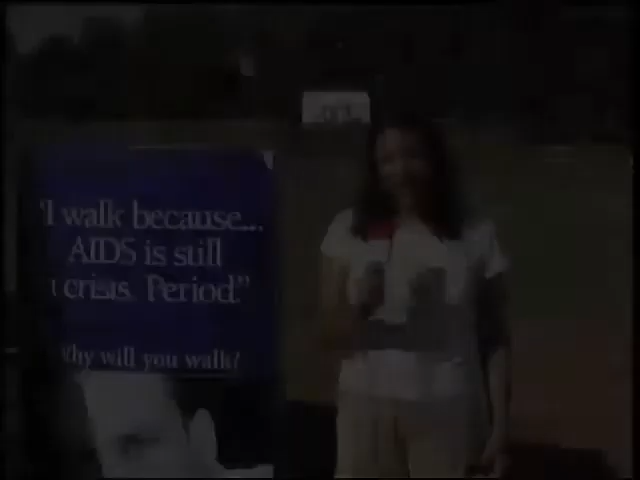 "I walk because...
AIDS is still
a crisis. Period."
Why will you walk?